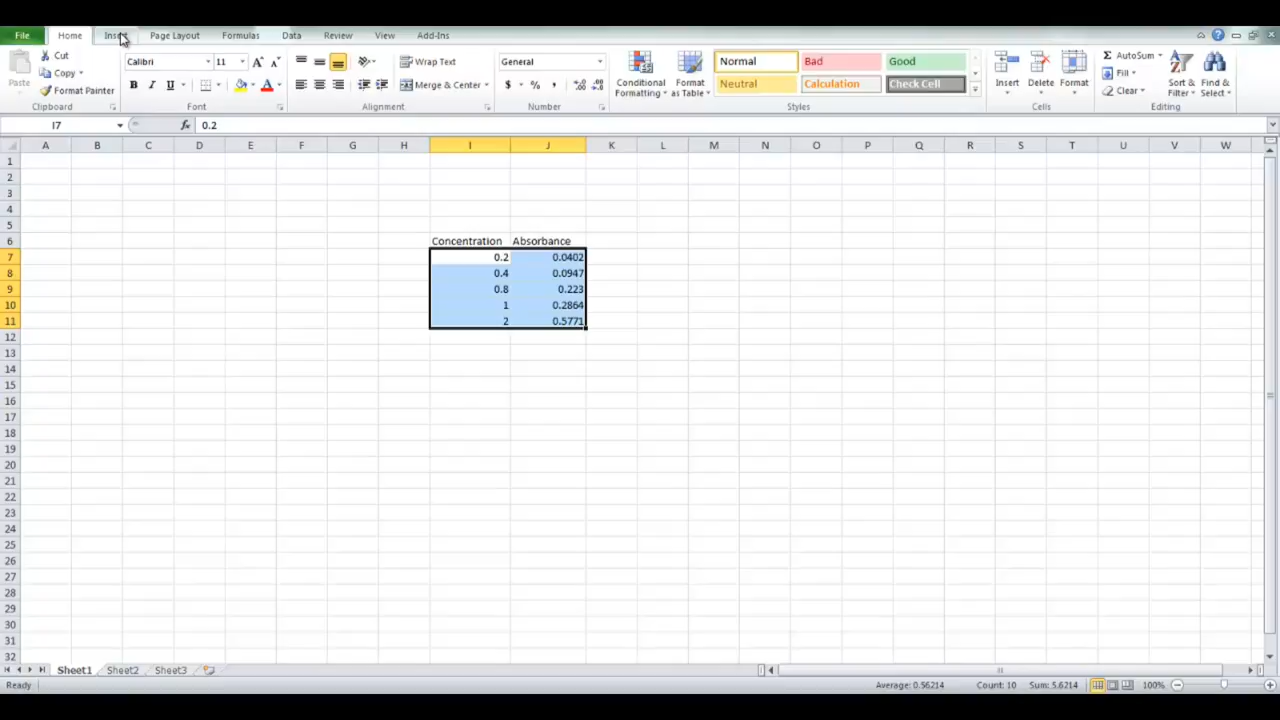 File Home Insert Page Layout Formulas Data Review View Add-Ins
Cut
Copy
Format Painter
Paste
Clipboard
Calibri 11
B I U
Font
Wrap Text
Merge & Center
Alignment
General
$ % ,
Number
Conditional Formatting
Format as Table
Normal Bad Good
Neutral Calculation Check Cell
Styles
Insert Delete Format
Cells
AutoSum
Fill
Clear
Sort & Filter
Find & Select
Editing
I7 fx 0.2
A B C D E F G H I J K L M N O P Q R S T U V W
1
2
3
4
5
6 Concentration Absorbance
7 0.2 0.0402
8 0.4 0.0947
9 0.8 0.223
10 1 0.2864
11 2 0.5771
12
13
14
15
16
17
18
19
20
21
22
23
24
25
26
27
28
29
30
31
32
Sheet1 Sheet2 Sheet3
Ready Average: 0.56214 Count: 10 Sum: 5.6214 100%